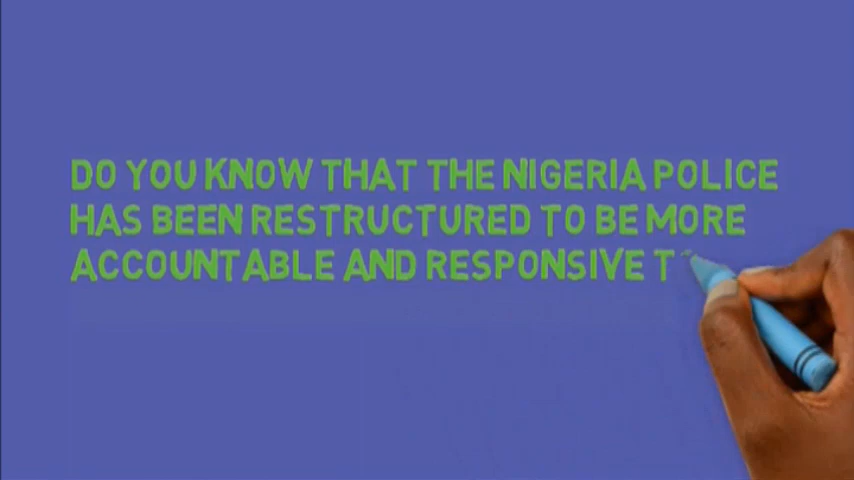 DO YOU KNOW THAT THE NIGERIA POLICE
HAS BEEN RESTRUCTURED TO BE MORE
ACCOUNTABLE AND RESPONSIVE T